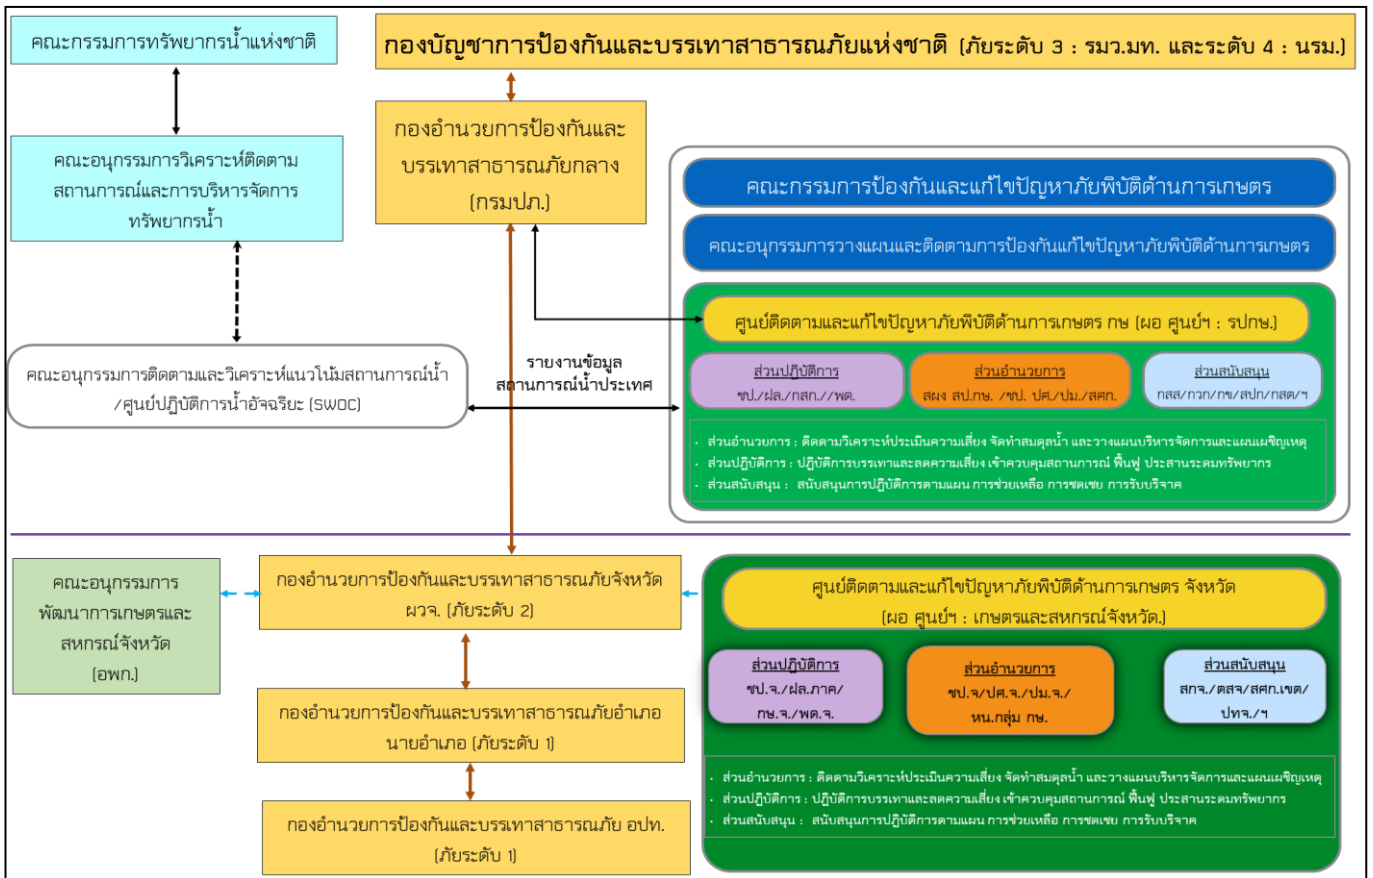 คณะกรรมการทรัพยากรน้ำแห่งชาติ
กองบัญชาการป้องกันและบรรเทาสาธารณภัยแห่งชาติ (ภัยระดับ 3 : รมว.มท. และระดับ 4 : นรม.)
กองอำนวยการป้องกันและ
บรรเทาสาธารณภัยกลาง
(กรมปภ.)
คณะอนุกรรมการวิเคราะห์ติดตาม
สถานการณ์และการบริหารจัดการ
ทรัพยากรน้ำ
คณะกรรมการป้องกันและแก้ไขปัญหาภัยพิบัติด้านการเกษตร
คณะอนุกรรมการวางแผนและติดตามการป้องกันแก้ไขปัญหาภัยพิบัติด้านการเกษตร
ศูนย์ติดตามและแก้ไขปัญหาภัยพิบัติด้านการเกษตร กษ (ผอ ศูนย์ฯ : รปกษ.)
คณะอนุกรรมการติดตามและวิเคราะห์แนวโน้มสถานการณ์น้ำ
/ศูนย์ปฏิบัติการน้ำอัจฉริยะ (SWOC)
รายงานข้อมูล
สถานการณ์น้ำประเทศ
ส่วนปฏิบัติการ
ชป./ฝล./กสก.//พด.
ส่วนอำนวยการ
สผง สป.กษ. /ชป. ปศ./ปม./สศก.
ส่วนสนับสนุน
กสส/กวก/กข/สปก/กสต/ฯ
· ส่วนอำนวยการ : ติดตามวิเคราะห์ประเมินความเสี่ยง จัดทำสมดุลน้ำ และวางแผนบริหารจัดการและแผนเผชิญเหตุ
· ส่วนปฏิบัติการ : ปฏิบัติการบรรเทาและลดความเสี่ยง เข้าควบคุมสถานการณ์ ฟื้นฟู ประสานระดมทรัพยากร
· ส่วนสนับสนุน : สนับสนุนการปฏิบัติการตามแผน การช่วยเหลือ การชดเชย การรับบริจาค
คณะอนุกรรมการ
พัฒนาการเกษตรและ
สหกรณ์จังหวัด
(อพก.)
กองอำนวยการป้องกันและบรรเทาสาธารณภัยจังหวัด
ผวจ. (ภัยระดับ 2)
กองอำนวยการป้องกันและบรรเทาสาธารณภัยอำเภอ
นายอำเภอ (ภัยระดับ 1)
กองอำนวยการป้องกันและบรรเทาสาธารณภัย อปท.
(ภัยระดับ 1)
ศูนย์ติดตามและแก้ไขปัญหาภัยพิบัติด้านการเกษตร จังหวัด
(ผอ ศูนย์ฯ : เกษตรและสหกรณ์จังหวัด.)
ส่วนปฏิบัติการ
ชป.จ./ฝล.ภาค/
กษ.จ./พด.จ.
ส่วนอำนวยการ
ชป.จ/ปศ.จ./ปม.จ./
หน.กลุ่ม กษ.
ส่วนสนับสนุน
สกจ./ตสจ/สศก.เขต/
ปทจ./ฯ
· ส่วนอำนวยการ : ติดตามวิเคราะห์ประเมินความเสี่ยง จัดทำสมดุลน้ำ และวางแผนบริหารจัดการและแผนเผชิญเหตุ
· ส่วนปฏิบัติการ : ปฏิบัติการบรรเทาและลดความเสี่ยง เข้าควบคุมสถานการณ์ ฟื้นฟู ประสานระดมทรัพยากร
· ส่วนสนับสนุน : สนับสนุนการปฏิบัติการตามแผน การช่วยเหลือ การชดเชย การรับบริจาค